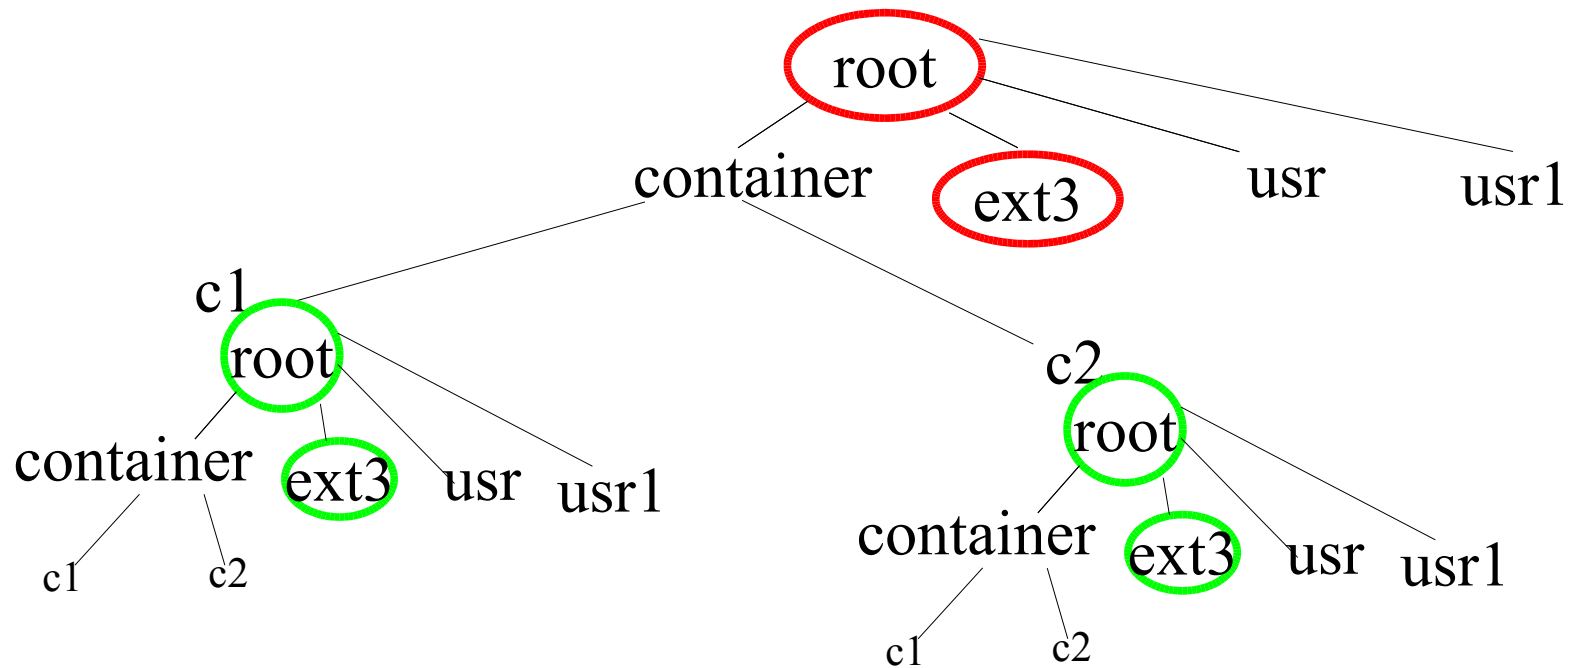 root
container
ext3
usr
usr1
c1
root
container
ext3
usr
usr1
c1
c2
c2
root
container
ext3
usr
usr1
c1
c2